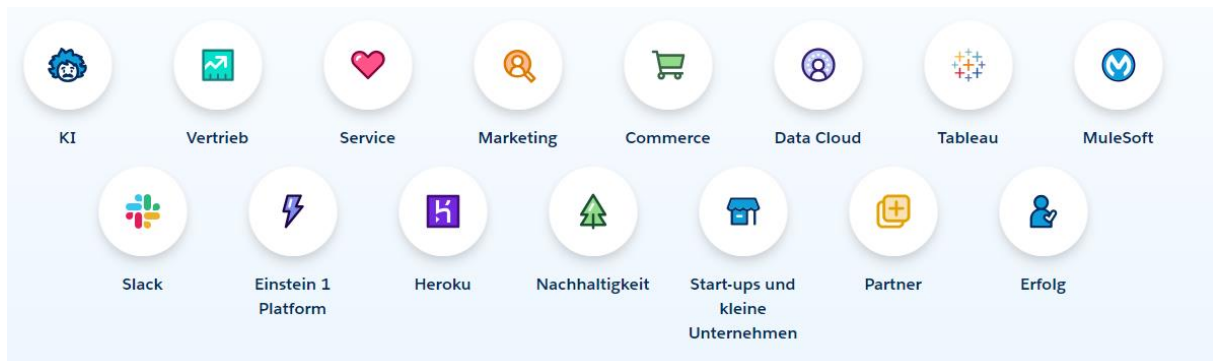 KI
Vertrieb
Service
Marketing
Commerce
Data Cloud
Tableau
MuleSoft
Slack
Einstein 1
Platform
Heroku
Nachhaltigkeit
Start-ups und
kleine
Unternehmen
Partner
Erfolg